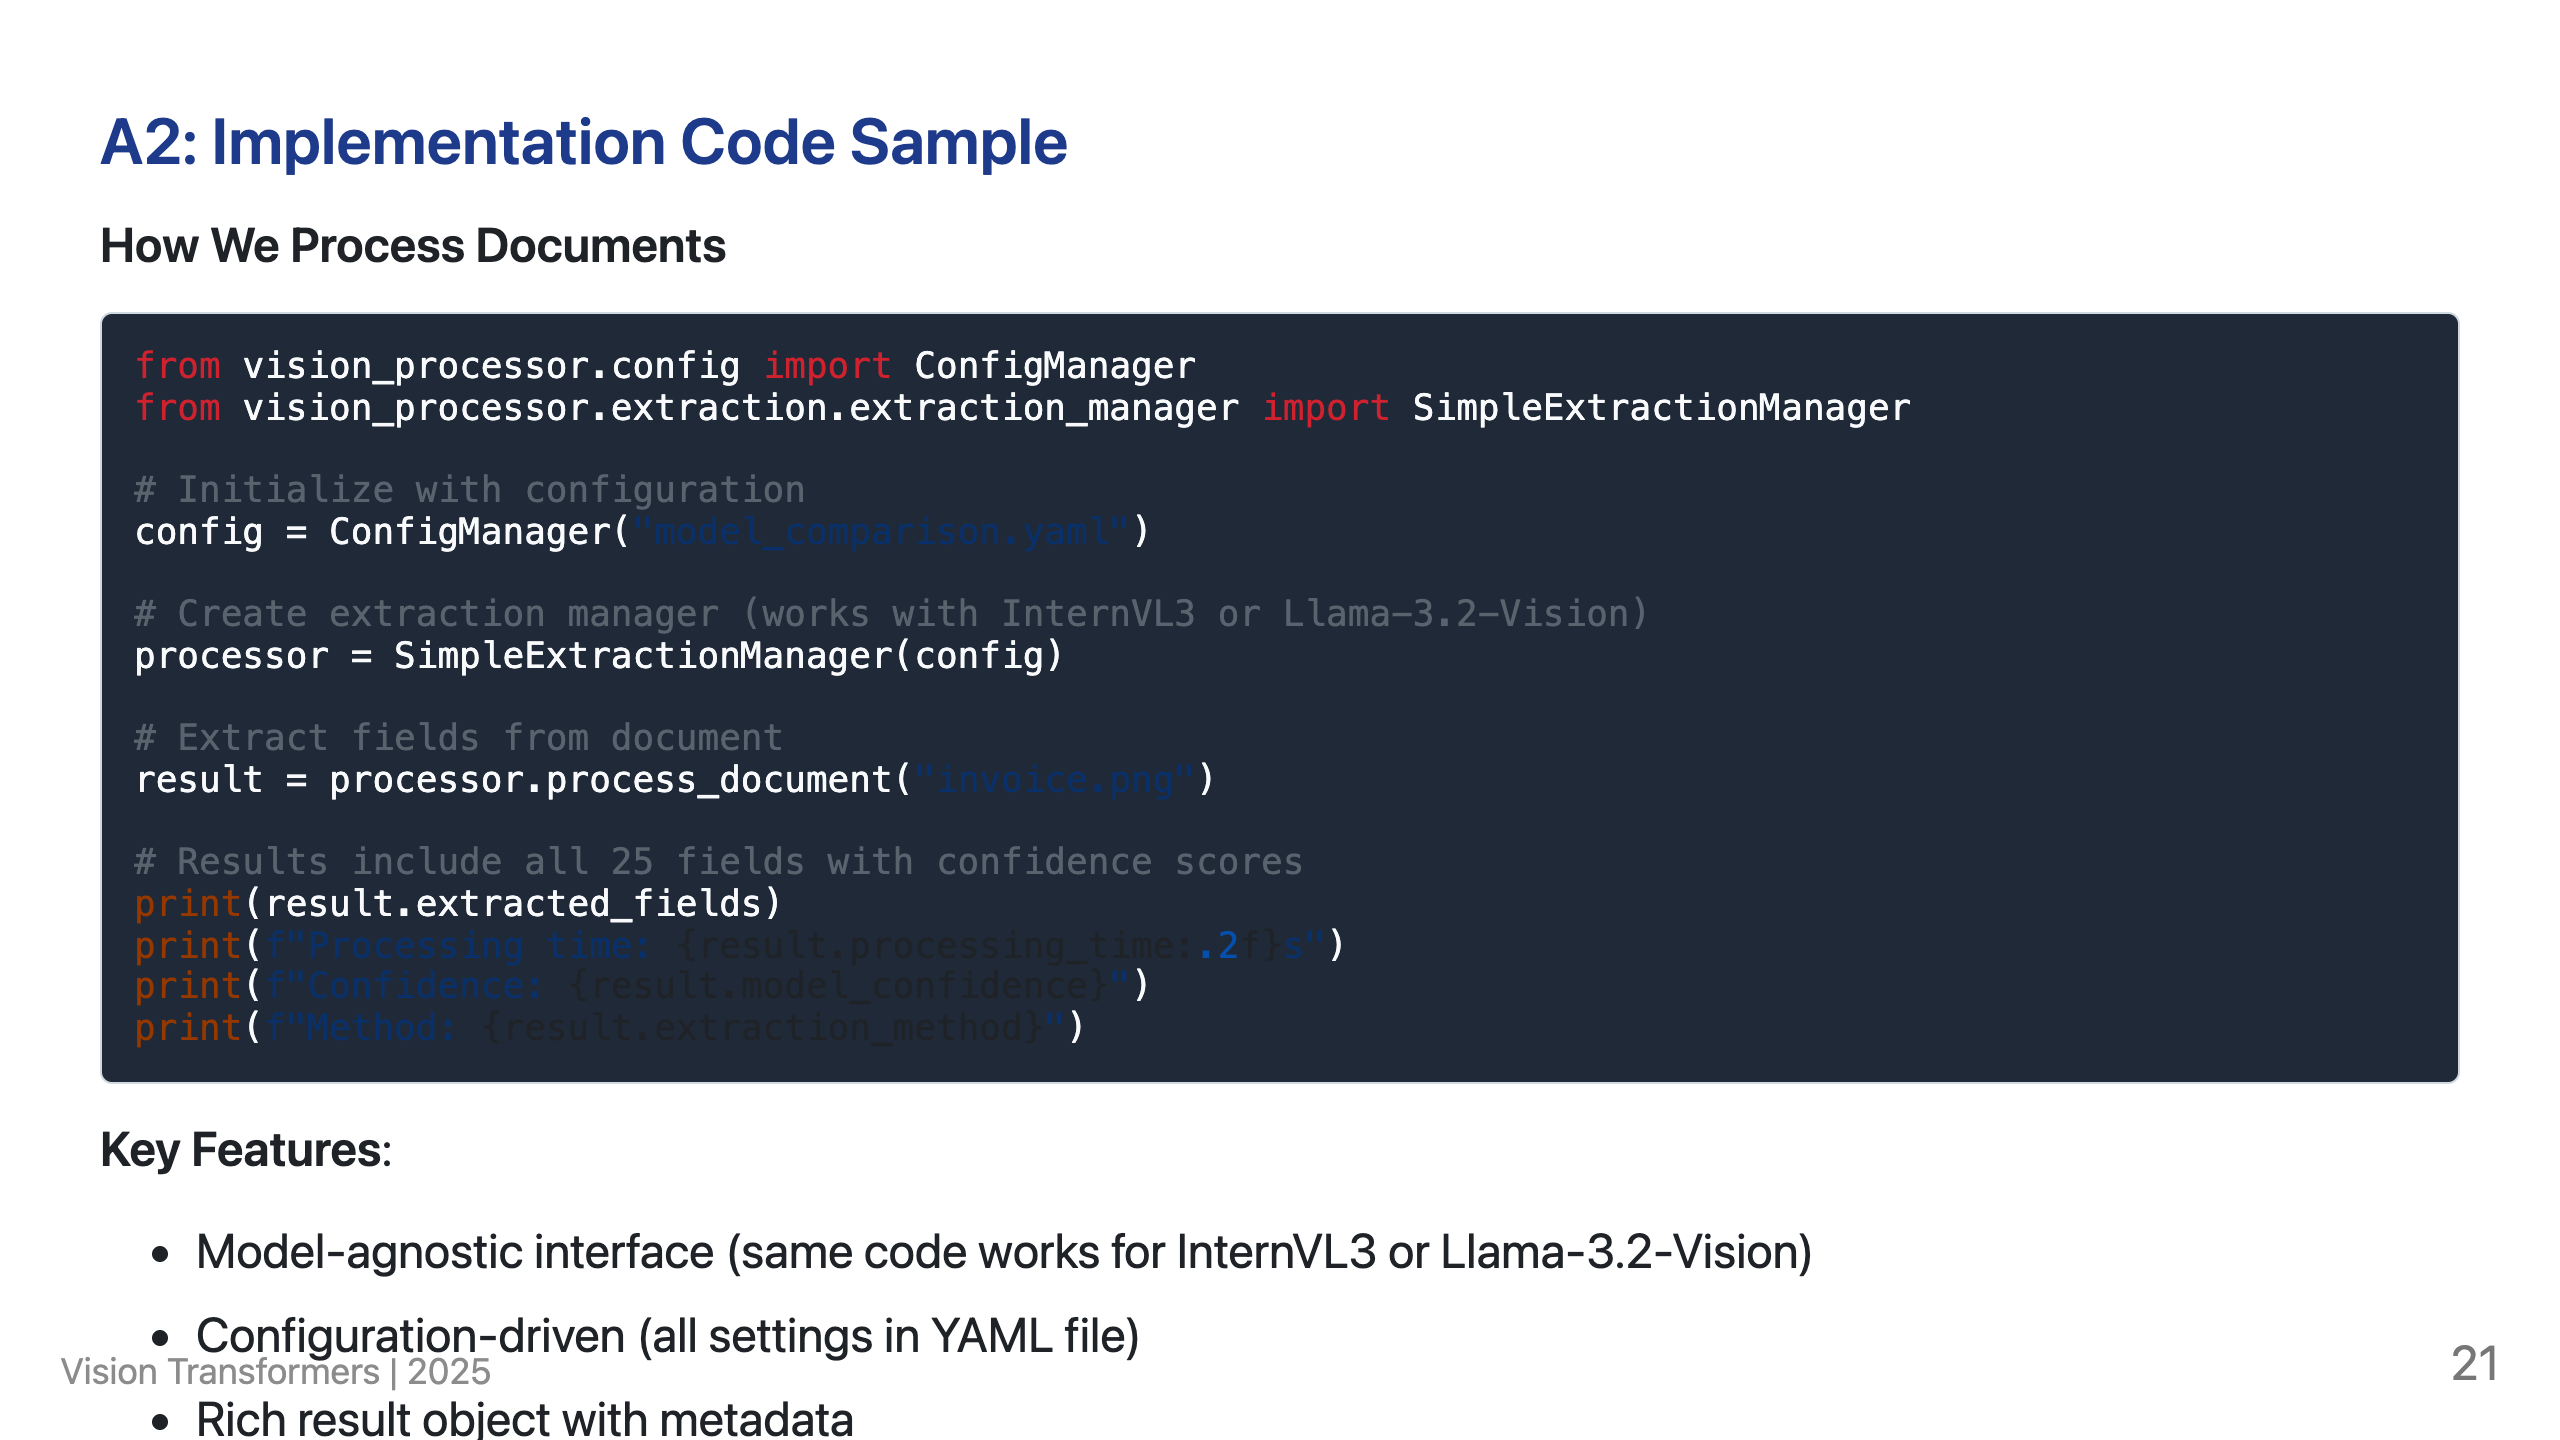 A2: Implementation Code Sample
How We Process Documents
from vision_processor.config import ConfigManager
from vision_processor.extraction.extraction_manager import SimpleExtractionManager
# Initialize with configuration
config = ConfigManager("model_comparison.yaml")
# Create extraction manager (works with InternVL3 or Llama-3.2-Vision)
processor = SimpleExtractionManager(config)
# Extract fields from document
result = processor.process_document("invoice.png")
# Results include all 25 fields with confidence scores
print(result.extracted_fields)
print(f"Processing time: {result.processing_time:.2f}s")
print(f"Confidence: {result.model_confidence}")
print(f"Method: {result.extraction_method}")
Key Features:
• Model-agnostic interface (same code works for InternVL3 or Llama-3.2-Vision)
• Configuration-driven (all settings in YAML file)
Vision Transformers | 2025
21
• Rich result object with metadata